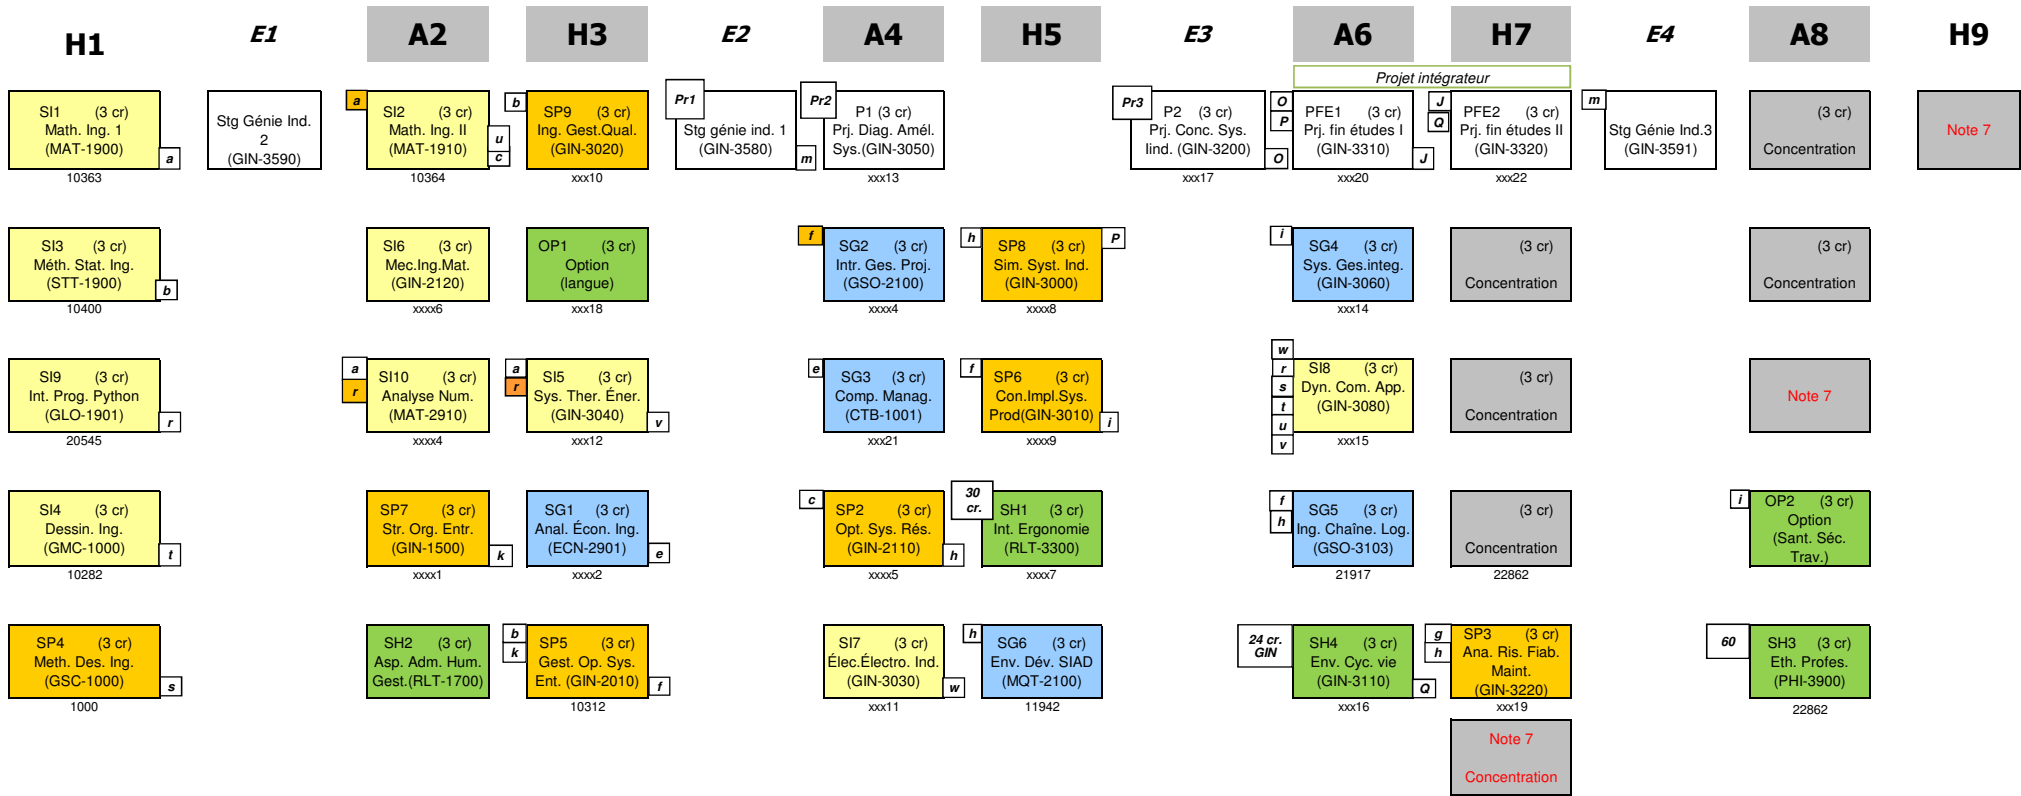 H1 E1 A2 H3 E2 A4 H5 E3 A6 H7 E4 A8 H9
Projet intégrateur
SI1 (3 cr)
Math. Ing. 1
(MAT-1900)
a
10363
Stg Génie Ind.
2
(GIN-3590)
a
SI2 (3 cr)
Math. Ing. II
(MAT-1910)
u
c
10364
b
SP9 (3 cr)
Ing. Gest.Qual.
(GIN-3020)
xxx10
Pr1
Stg génie ind. 1
(GIN-3580)
m
Pr2
P1 (3 cr)
Prj. Diag. Amél.
Sys.(GIN-3050)
xxx13
Pr3
P2 (3 cr)
Prj. Conc. Sys.
Iind. (GIN-3200)
O
xxx17
O
P
PFE1 (3 cr)
Prj. fin études I
(GIN-3310)
J
xxx20
J
Q
PFE2 (3 cr)
Prj. fin études II
(GIN-3320)
xxx22
m
Stg Génie Ind.3
(GIN-3591)
(3 cr)
Concentration
Note 7
SI3 (3 cr)
Méth. Stat. Ing.
(STT-1900)
b
10400
SI6 (3 cr)
Mec.Ing.Mat.
(GIN-2120)
xxxx6
OP1 (3 cr)
Option
(langue)
xxx18
f
SG2 (3 cr)
Intr. Ges. Proj.
(GSO-2100)
xxxx4
h
SP8 (3 cr)
Sim. Syst. Ind.
(GIN-3000)
P
xxxx8
i
SG4 (3 cr)
Sys. Ges.integ.
(GIN-3060)
xxx14
(3 cr)
Concentration
(3 cr)
Concentration
SI9 (3 cr)
Int. Prog. Python
(GLO-1901)
r
20545
a
r
SI10 (3 cr)
Analyse Num.
(MAT-2910)
xxxx4
a
r
SI5 (3 cr)
Sys. Ther. Éner.
(GIN-3040)
v
xxx12
e
SG3 (3 cr)
Comp. Manag.
(CTB-1001)
xxx21
f
SP6 (3 cr)
Con.Impl.Sys.
Prod(GIN-3010)
i
xxxx9
w
r
s
t
u
v
SI8 (3 cr)
Dyn. Com. App.
(GIN-3080)
xxx15
(3 cr)
Concentration
Note 7
SI4 (3 cr)
Dessin. Ing.
(GMC-1000)
t
10282
SP7 (3 cr)
Str. Org. Entr.
(GIN-1500)
k
xxxx1
SG1 (3 cr)
Anal. Écon. Ing.
(ECN-2901)
e
xxxx2
c
SP2 (3 cr)
Opt. Sys. Rés.
(GIN-2110)
h
xxxx5
30
cr.
SH1 (3 cr)
Int. Ergonomie
(RLT-3300)
xxxx7
f
h
SG5 (3 cr)
Ing. Chaîne. Log.
(GSO-3103)
21917
(3 cr)
Concentration
22862
i
OP2 (3 cr)
Option
(Sant. Séc.
Trav.)
SP4 (3 cr)
Meth. Des. Ing.
(GSC-1000)
s
1000
SH2 (3 cr)
Asp. Adm. Hum.
Gest.(RLT-1700)
b
k
SP5 (3 cr)
Gest. Op. Sys.
Ent. (GIN-2010)
f
10312
SI7 (3 cr)
Élec.Électro. Ind.
(GIN-3030)
w
xxx11
h
SG6 (3 cr)
Env. Dév. SIAD
(MQT-2100)
11942
24 cr.
GIN
SH4 (3 cr)
Env. Cyc. vie
(GIN-3110)
Q
xxx16
g
h
SP3 (3 cr)
Ana. Ris. Fiab.
Maint.
(GIN-3220)
xxx19
60
SH3 (3 cr)
Eth. Profes.
(PHI-3900)
22862
Note 7
Concentration